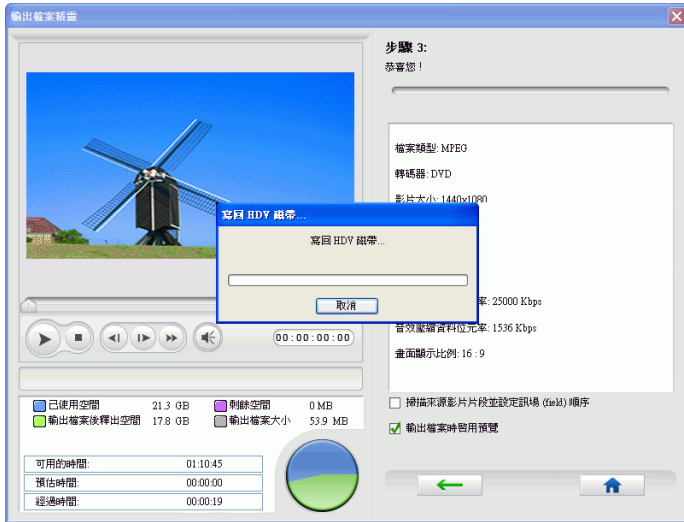 輸出檔案精靈
步驟 3:
恭喜您！
檔案類型: MPEG
轉碼器: DVD
影片大小: 1440x1080
寫回 HDV 磁帶...
寫回 HDV 磁帶...
取消
率: 25000 Kbps
音效壓縮資料位元率: 1536 Kbps
畫面顯示比例: 16 : 9
00:00:00:00
已使用空間 21.3 GB 剩餘空間 0 MB
輸出檔案後釋出空間 17.8 GB 輸出檔案大小 53.9 MB
可用的時間: 01:10:45
預估時間: 00:00:00
經過時間: 00:00:19
掃描來源影片片段並設定訊場 (field) 順序
輸出檔案時啓用預覽